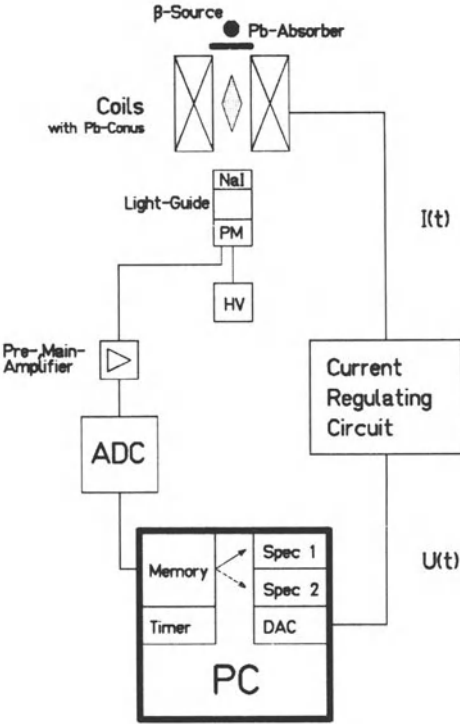 β-Source
Pb-Absorber
Coils
with Pb-Conus
NaI
Light-Guide
PM
I(t)
HV
Pre-,Main-
Amplifier
Current
Regulating
Circuit
ADC
U(t)
Memory
Spec 1
Spec 2
Timer
DAC
PC